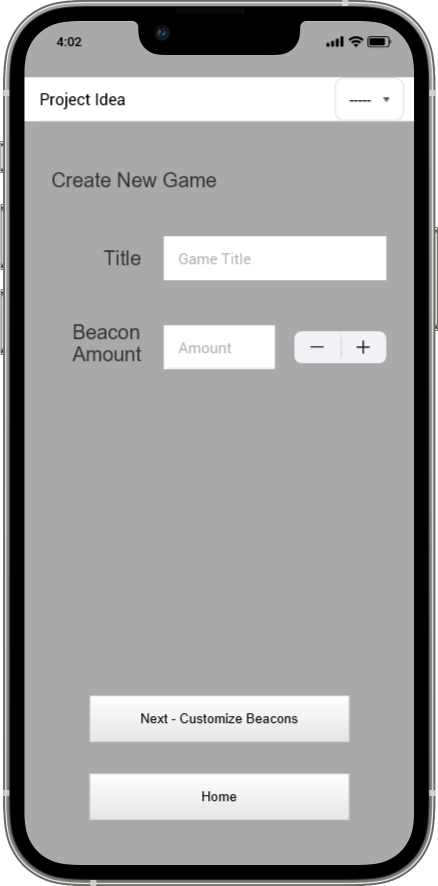 4:02
Project Idea
-----
Create New Game
Title
Game Title
Beacon
Amount
Amount
Next - Customize Beacons
Home